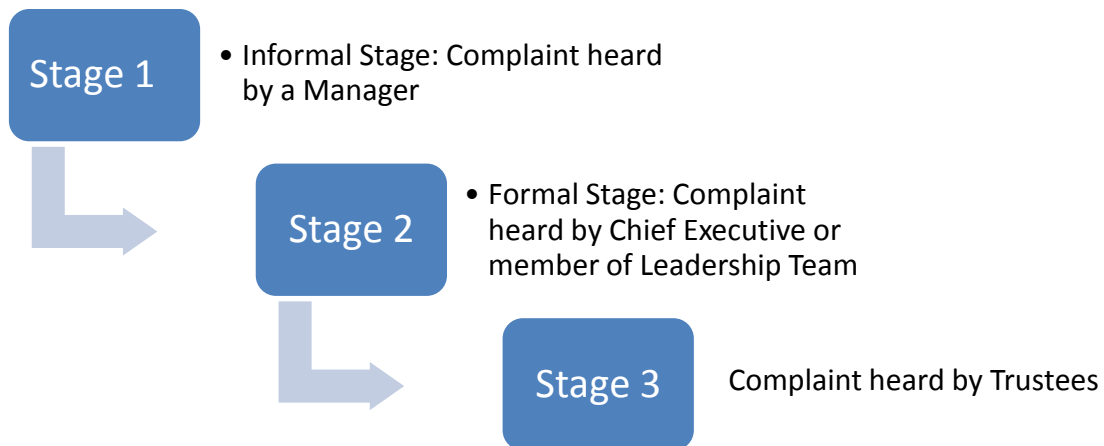 Stage 1
• Informal Stage: Complaint heard
by a Manager
Stage 2
• Formal Stage: Complaint
heard by Chief Executive or
member of Leadership Team
Stage 3
Complaint heard by Trustees